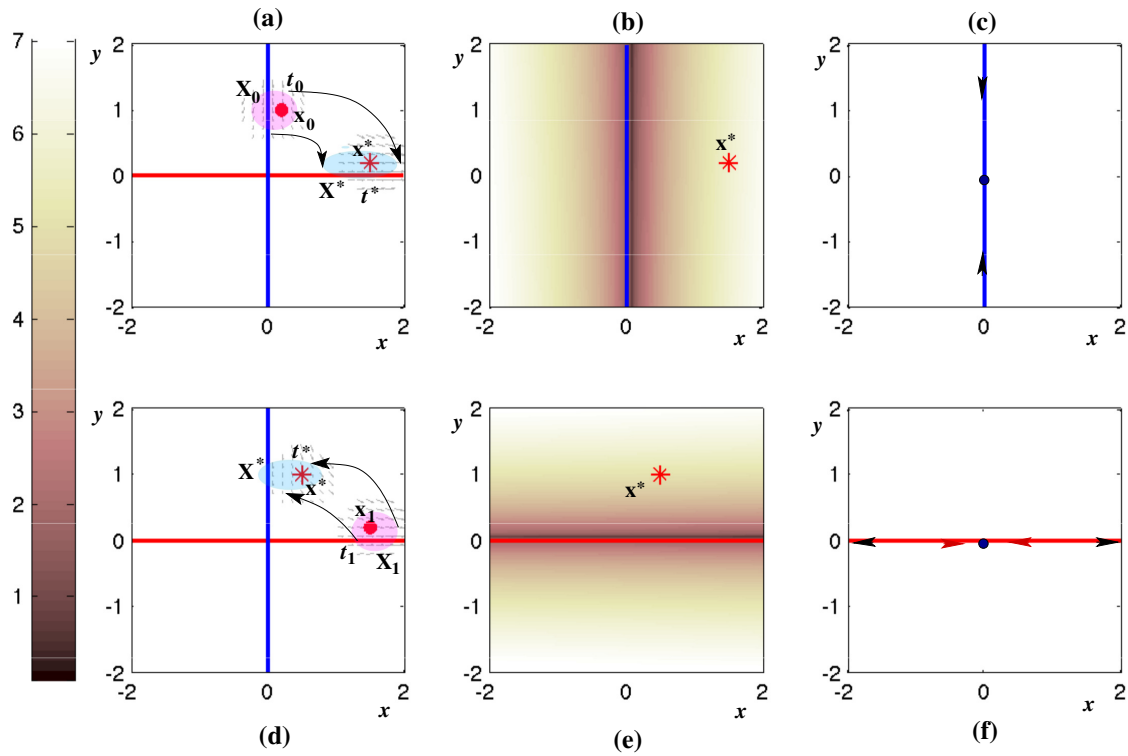 (a) (b) (c)
7
6
5
4
3
2
1
y 2 1 0 -1 -2
X0 t0 x0 x*
X* t*
-2 0 2
x
y 2 1 0 -1 -2
x*
-2 0 2
x
y 2 1 0 -1 -2
-2 0 2
x
y 2 1 0 -1 -2
X* t* x*
x1 t1 X1
-2 0 2
x
y 2 1 0 -1 -2
x*
-2 0 2
x
y 2 1 0 -1 -2
-2 0 2
x
(d) (e) (f)